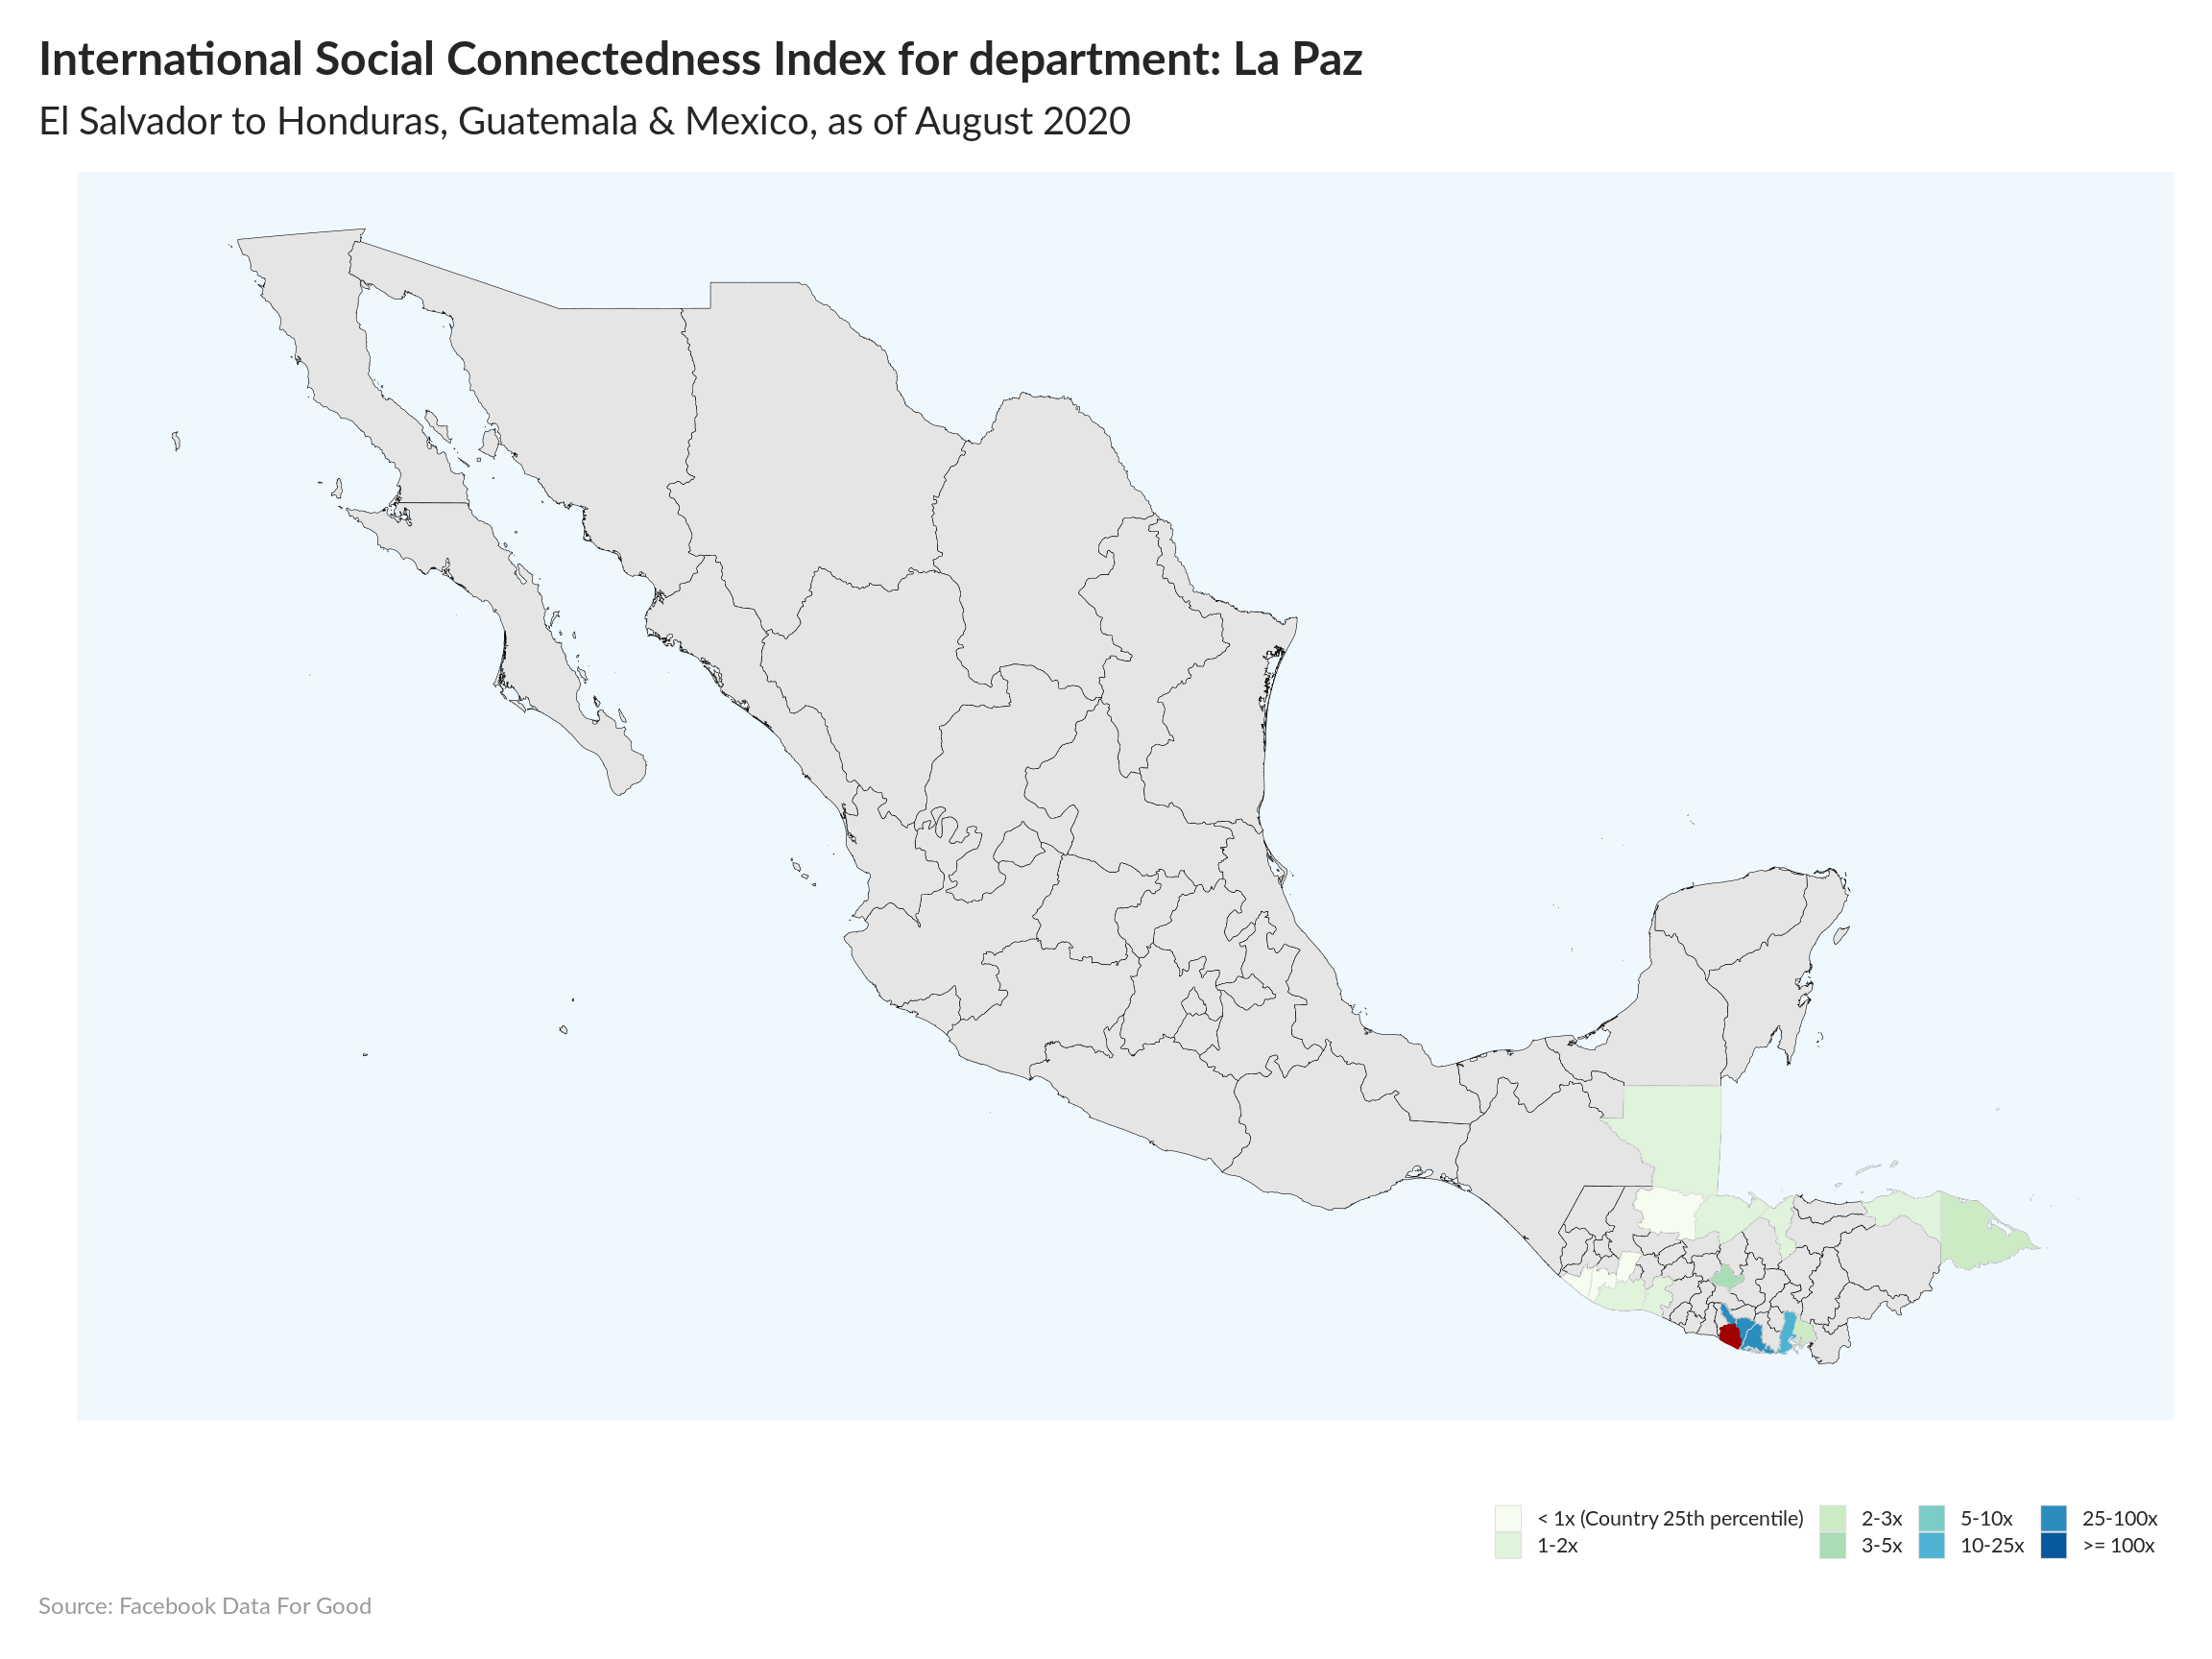 International Social Connectedness Index for department: La Paz
El Salvador to Honduras, Guatemala & Mexico, as of August 2020
< 1x (Country 25th percentile)
1-2x
2-3x
3-5x
5-10x
10-25x
25-100x
>= 100x
Source: Facebook Data For Good